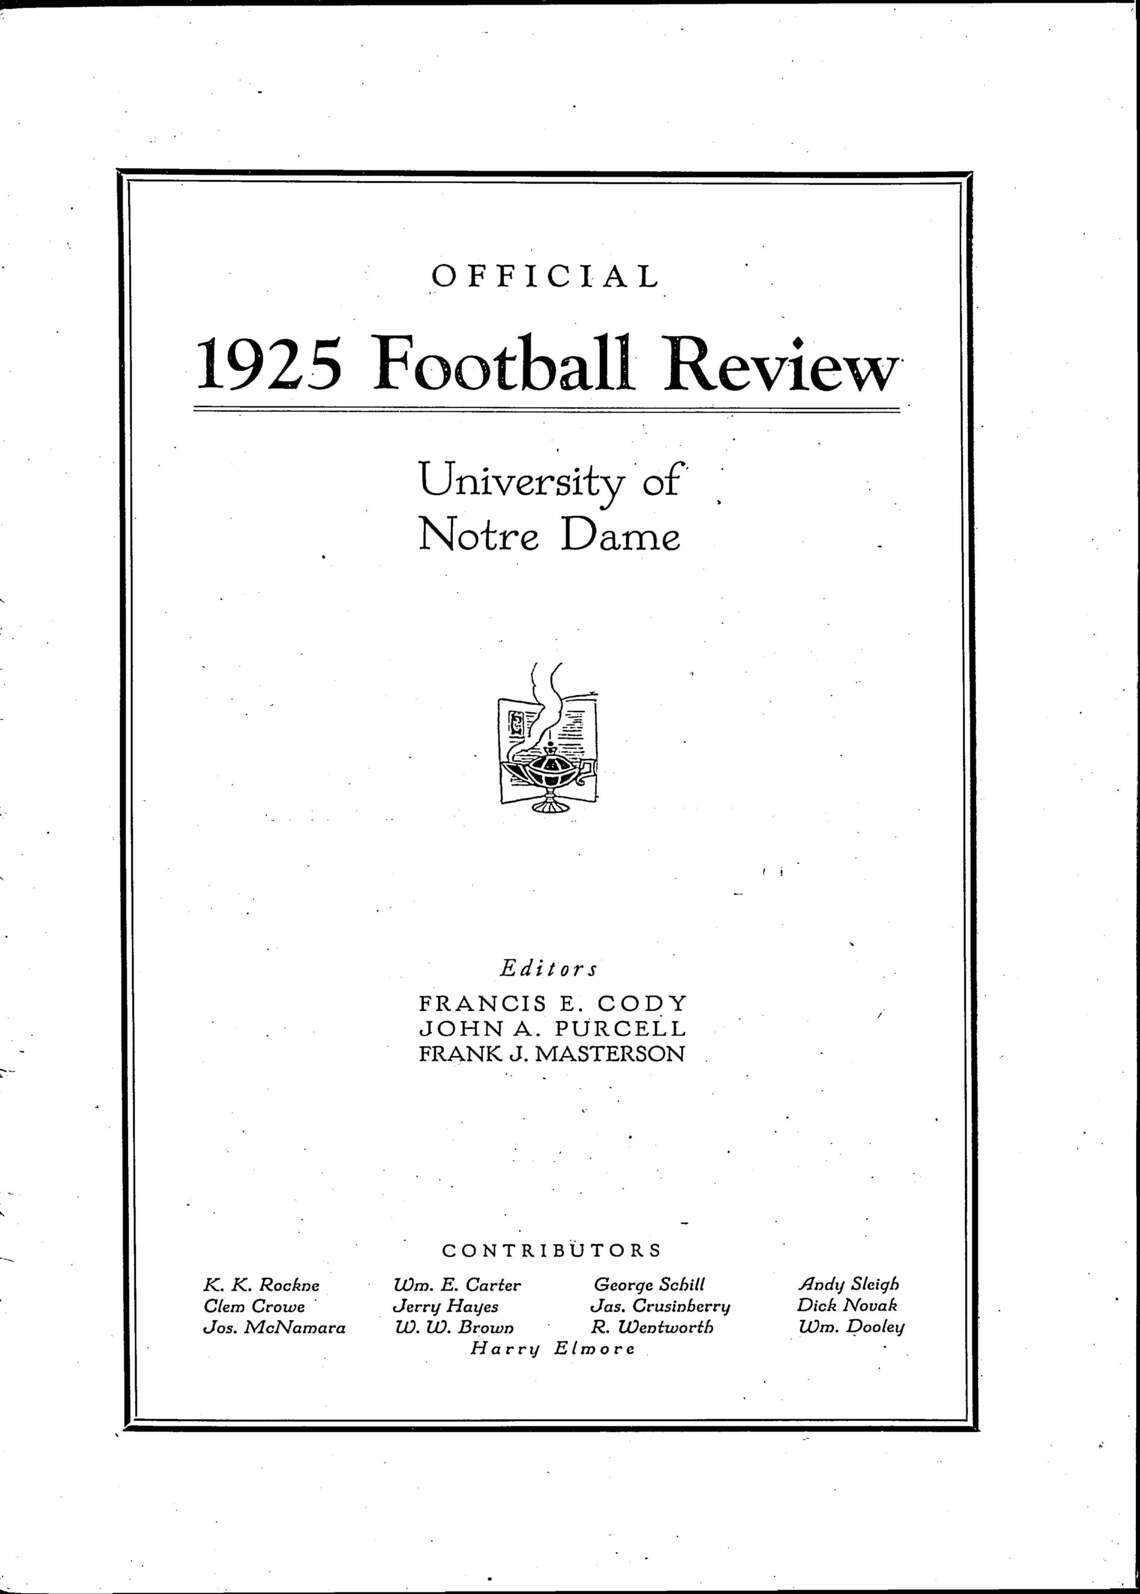 OFFICIAL
1925 Football Review
University of
Notre Dame
Editors
FRANCIS E. CODY
JOHN A. PURCELL
FRANK J. MASTERSON
CONTRIBUTORS
K. K. Rockne Wm. E. Carter George Schill Andy Sleigh
Clem Crowe Jerry Hayes Jas. Crusinberry Dick Novak
Jos. McNamara W. W. Brown R. Wentworth Wm. Dooley
Harry Elmore